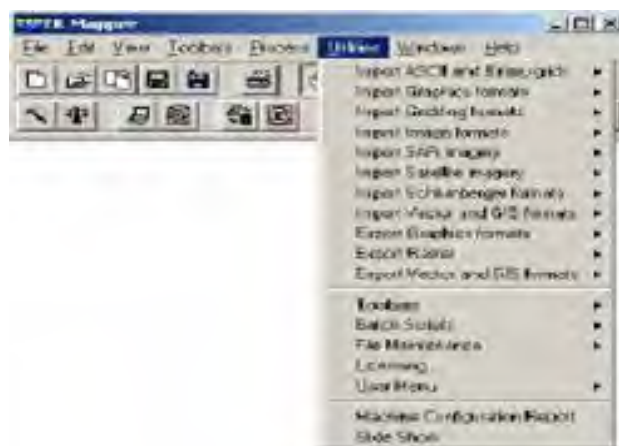 Mapper
File Edit View Toolbars Process Utilities Windows Help
Import ASCII and Binary grids
Import Graphics formats
Import Gridding formats
Import Image formats
Import SAR imagery
Import Satellite imagery
Import Schlumberger formats
Import Vector and GIS formats
Export Graphics formats
Export Raster
Export Vector and GIS formats
Toolbars
Batch Scripts
File Maintenance
Licensing
User Menu
Machine Configuration Report
Slide Show